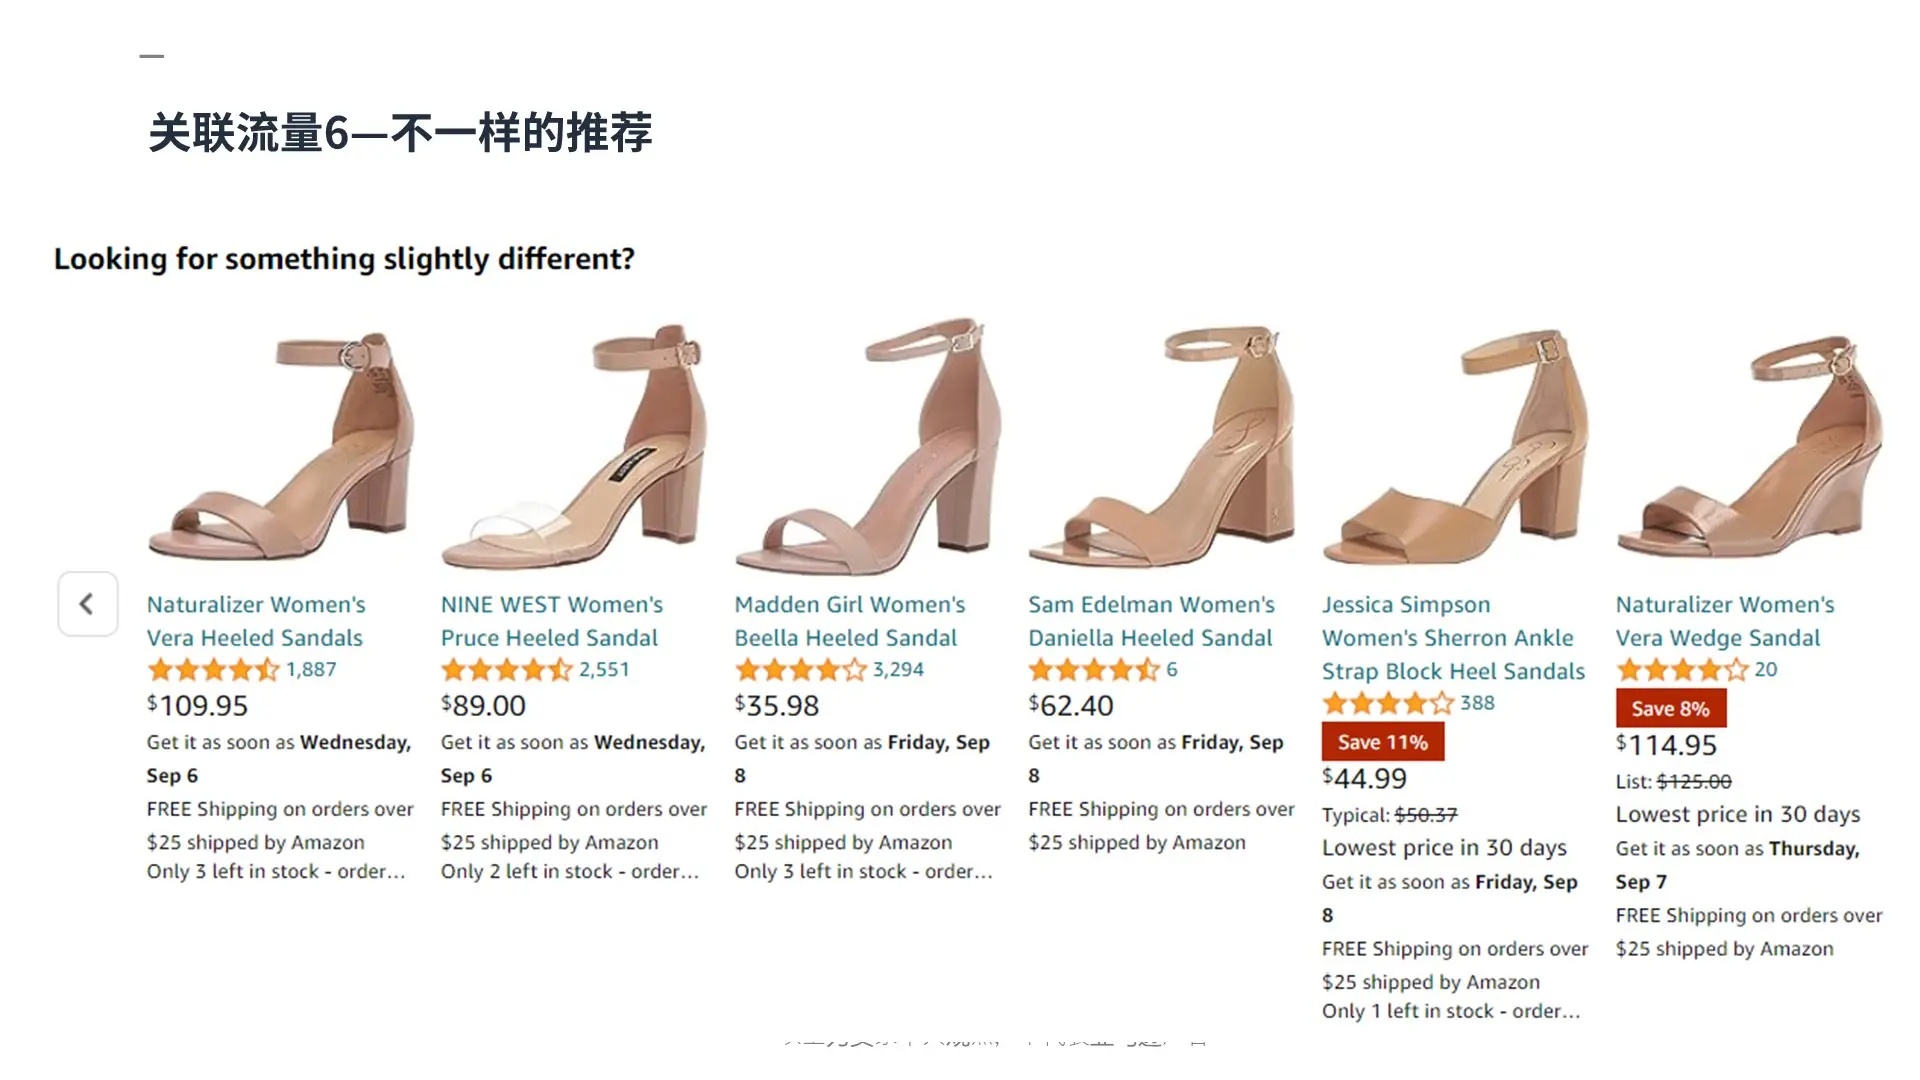 关联流量6—不一样的推荐
Looking for something slightly different?
Naturalizer Women's
Vera Heeled Sandals
1,887
$109.95
Get it as soon as Wednesday,
Sep 6
FREE Shipping on orders over
$25 shipped by Amazon
Only 3 left in stock - order…
NINE WEST Women's
Pruce Heeled Sandal
2,551
$89.00
Get it as soon as Wednesday,
Sep 6
FREE Shipping on orders over
$25 shipped by Amazon
Only 2 left in stock - order…
Madden Girl Women's
Beella Heeled Sandal
3,294
$35.98
Get it as soon as Friday, Sep
8
FREE Shipping on orders over
$25 shipped by Amazon
Only 3 left in stock - order…
Sam Edelman Women's
Daniella Heeled Sandal
6
$62.40
Get it as soon as Friday, Sep
8
FREE Shipping on orders over
$25 shipped by Amazon
Jessica Simpson
Women's Sherron Ankle
Strap Block Heel Sandals
388
Save 11%
$44.99
Typical: $50.37
Lowest price in 30 days
Get it as soon as Friday, Sep
8
FREE Shipping on orders over
$25 shipped by Amazon
Only 1 left in stock - order…
Naturalizer Women's
Vera Wedge Sandal
20
Save 8%
$114.95
List: $125.00
Lowest price in 30 days
Get it as soon as Thursday,
Sep 7
FREE Shipping on orders over
$25 shipped by Amazon